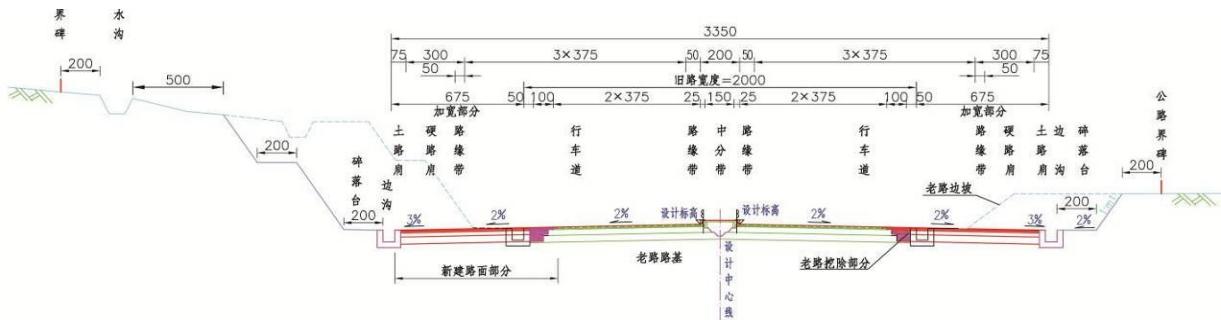 界碑
水沟
3350
75
300
3×375
50
200
50
3×375
300
75
50
50
200
500
旧路宽度=2000
675
50
100
2×375
25
150
25
2×375
100
50
675
加宽部分
加宽部分
土路肩
硬路肩
路缘带
行车道
路缘带
中分带
路缘带
行车道
路缘带
硬路肩
土路肩
边沟
碎落台
公路界碑
200
200
碎落台
边沟
老路边坡
200
200
3%
2%
2%
设计标高
设计标高
2%
2%
3%
2%
新建路面部分
老路路基
设计中心线
老路挖除部分